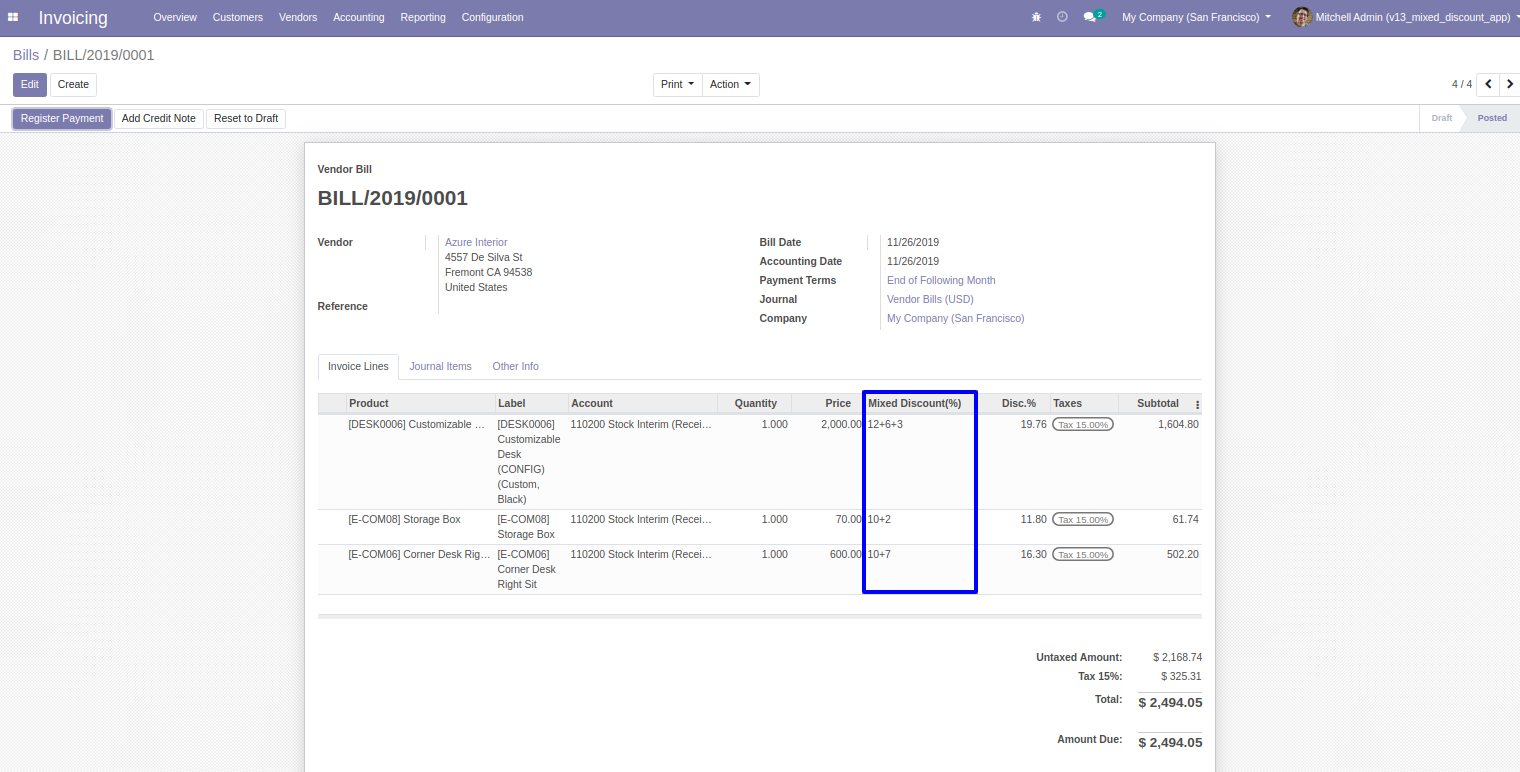 Invoicing Overview Customers Vendors Accounting Reporting Configuration 2 My Company (San Francisco) Mitchell Admin (v13_mixed_discount_app)
Bills / BILL/2019/0001
Edit Create Print Action 4 / 4
Register Payment Add Credit Note Reset to Draft Draft Posted
Vendor Bill
BILL/2019/0001
Vendor Azure Interior Bill Date 11/26/2019
4557 De Silva St
Accounting Date 11/26/2019
Fremont CA 94538
Payment Terms End of Following Month
United States
Journal Vendor Bills (USD)
Reference
Company My Company (San Francisco)
Invoice Lines Journal Items Other Info
Product Label Account Quantity Price Mixed Discount(%) Disc.% Taxes Subtotal
[DESK0006] Customizable … [DESK0006] 110200 Stock Interim (Recei… 1.000 2,000.00 12+6+3 19.76 Tax 15.00% 1,604.80
Customizable
Desk
(CONFIG)
(Custom,
Black)
[E-COM08] Storage Box [E-COM08] 110200 Stock Interim (Recei… 1.000 70.00 10+2 11.80 Tax 15.00% 61.74
Storage Box
[E-COM06] Corner Desk Rig… [E-COM06] 110200 Stock Interim (Recei… 1.000 600.00 10+7 16.30 Tax 15.00% 502.20
Corner Desk
Right Sit
Untaxed Amount: $ 2,168.74
Tax 15%: $ 325.31
Total: $ 2,494.05
Amount Due: $ 2,494.05